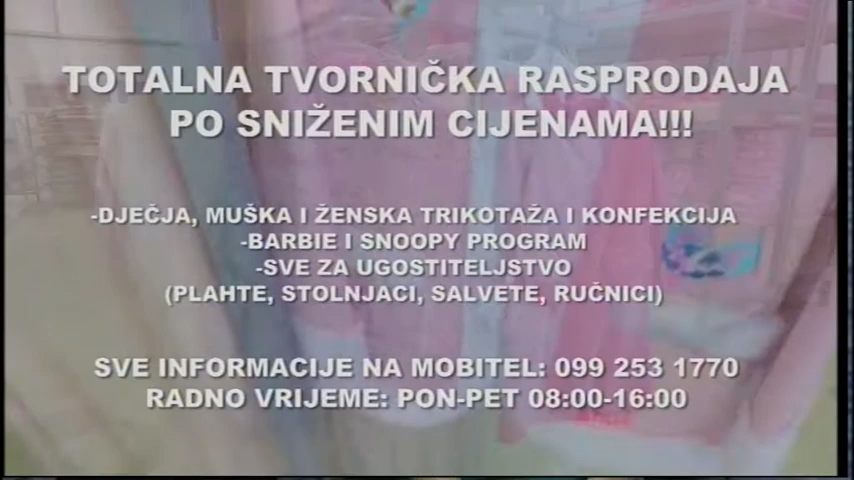 TOTALNA TVORNIČKA RASPRODAJA
PO SNIŽENIM CIJENAMA!!!
-DJEČJA, MUŠKA I ŽENSKA TRIKOTAŽA I KONFEKCIJA
-BARBIE I SNOOPY PROGRAM
-SVE ZA UGOSTITELJSTVO
(PLAHTE, STOLNJACI, SALVETE, RUČNICI)
SVE INFORMACIJE NA MOBITEL: 099 253 1770
RADNO VRIJEME: PON-PET 08:00-16:00